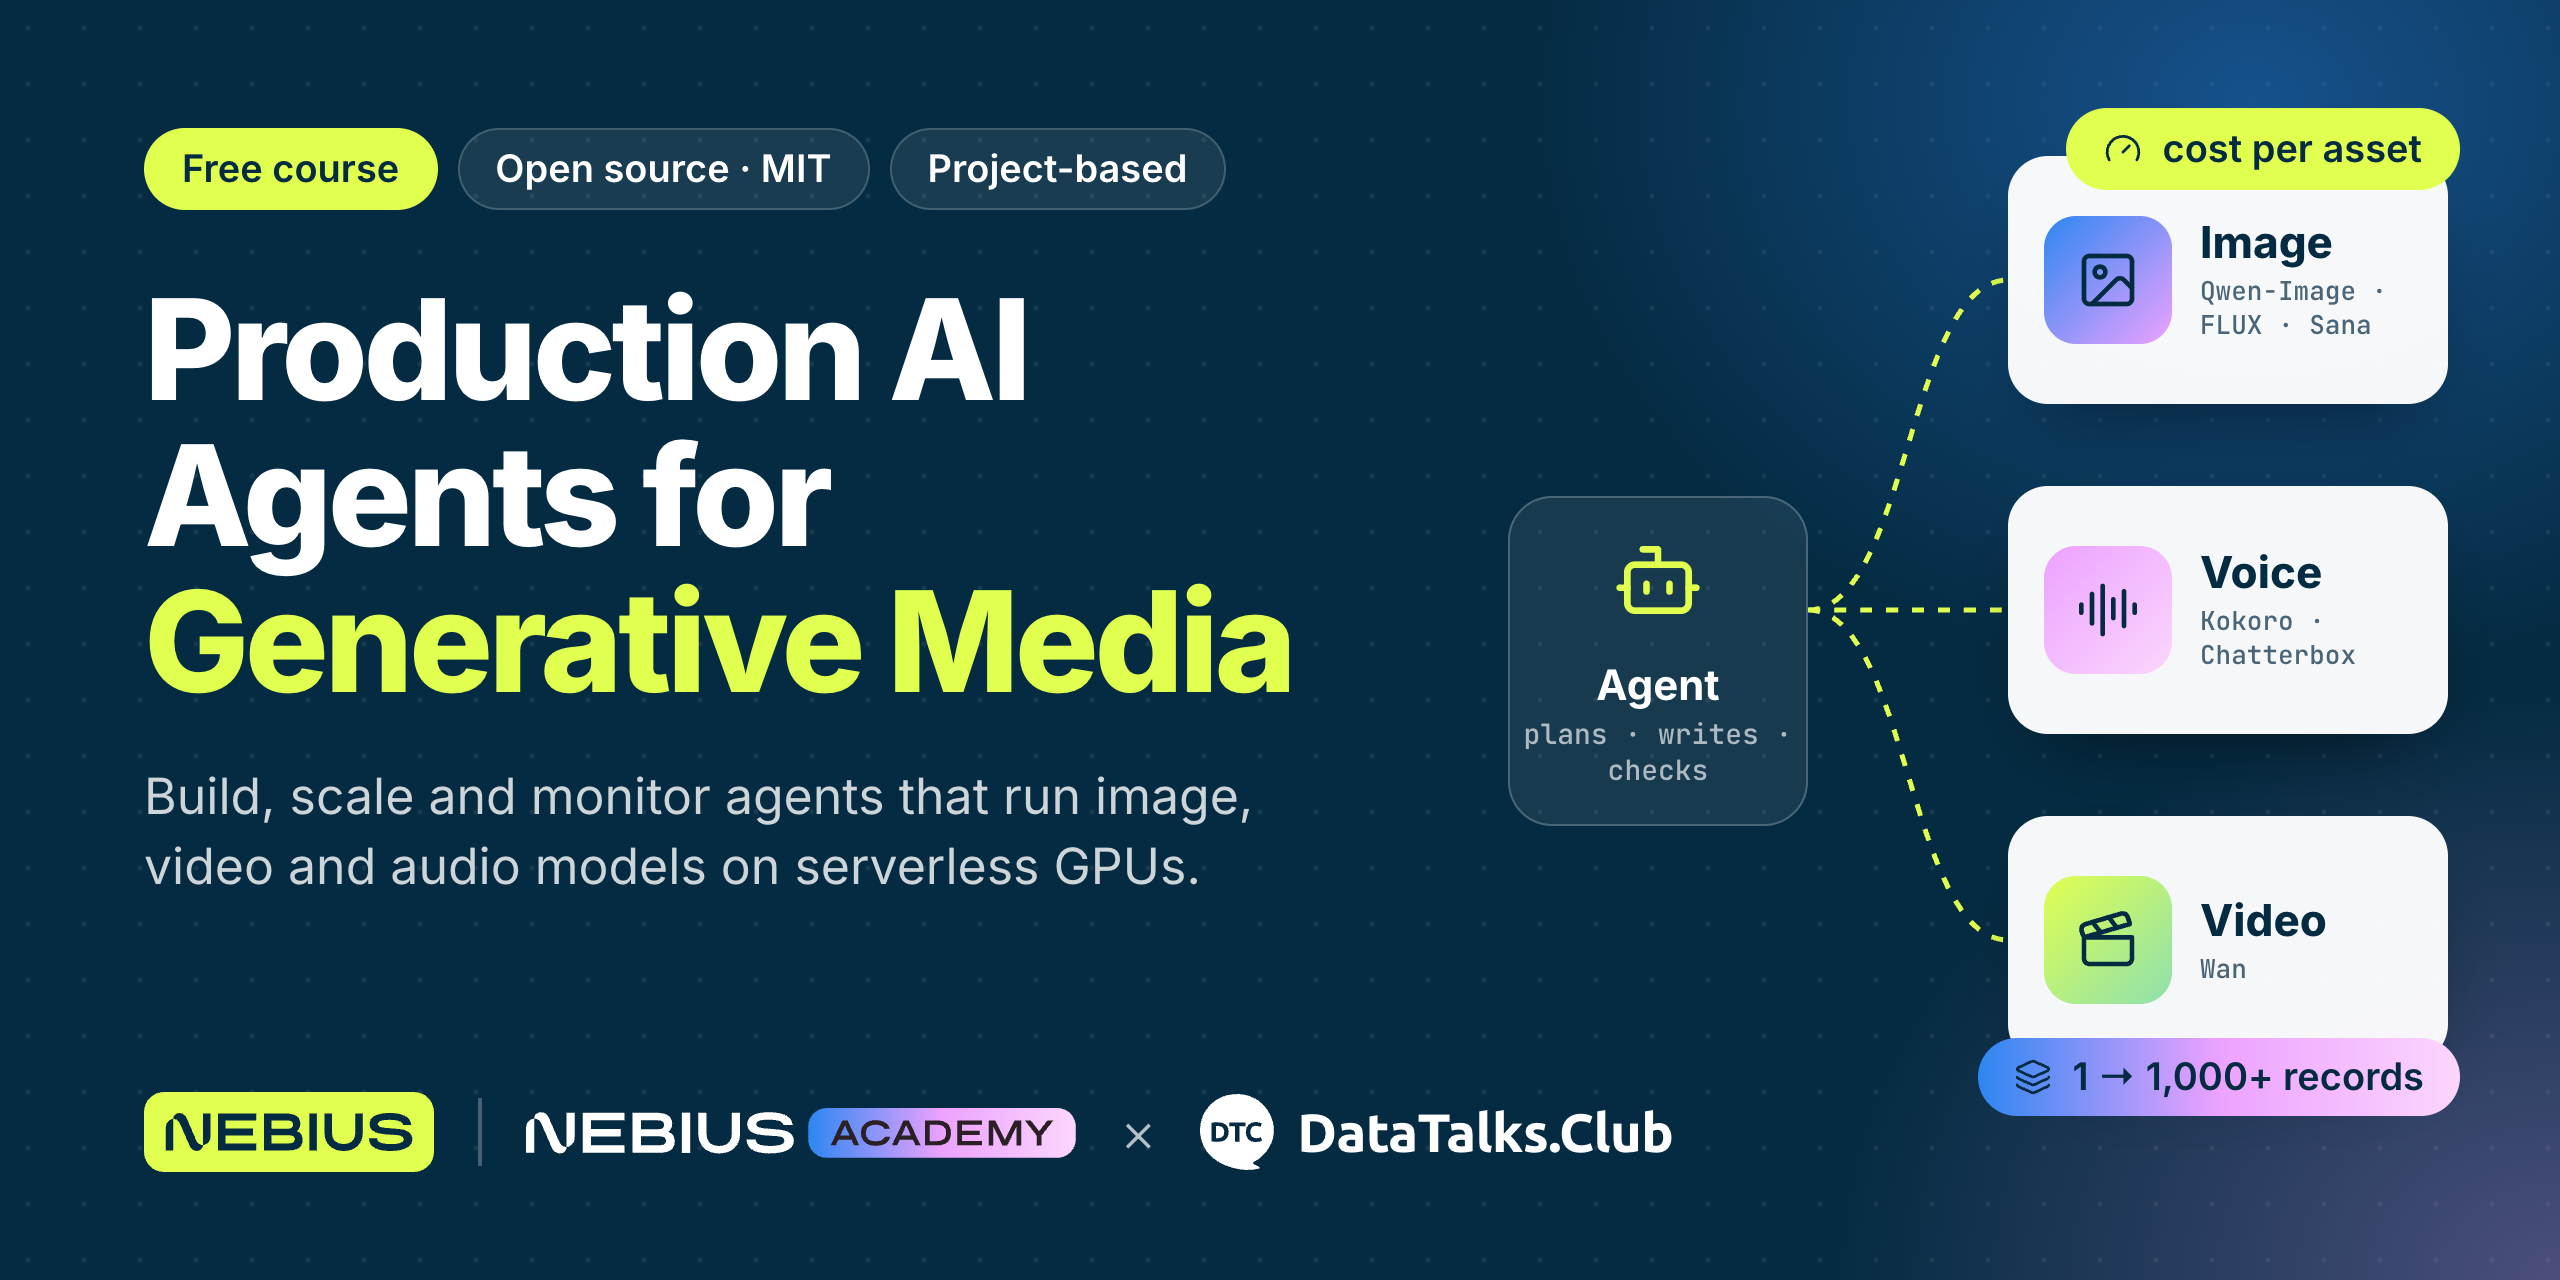 Free course
Open source · MIT
Project-based
Production AI
Agents for
Generative Media
Build, scale and monitor agents that run image,
video and audio models on serverless GPUs.
Agent
plans · writes ·
checks
cost per asset
Image
Qwen-Image ·
FLUX · Sana
Voice
Kokoro ·
Chatterbox
Video
Wan
1 → 1,000+ records
NEBIUS
NEBIUS ACADEMY × DTC DataTalks.Club